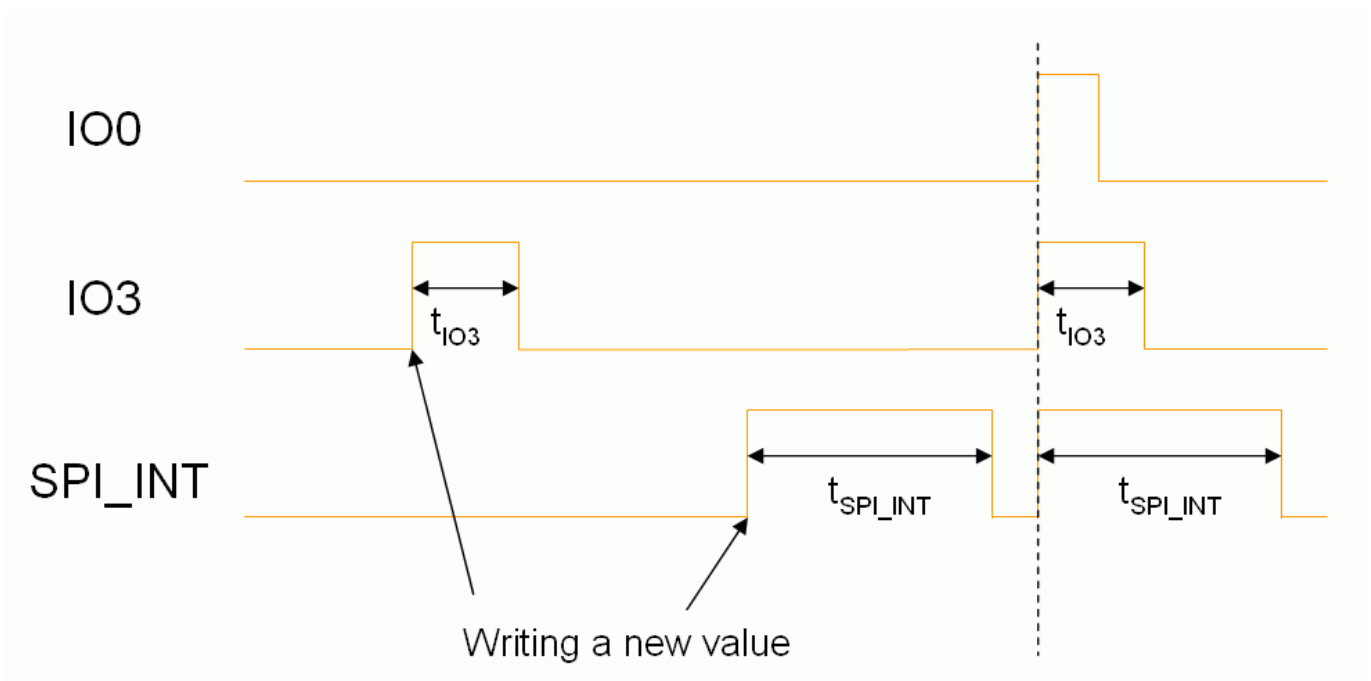 IO0
IO3
tIO3
tIO3
SPI_INT
tSPI_INT
tSPI_INT
Writing a new value